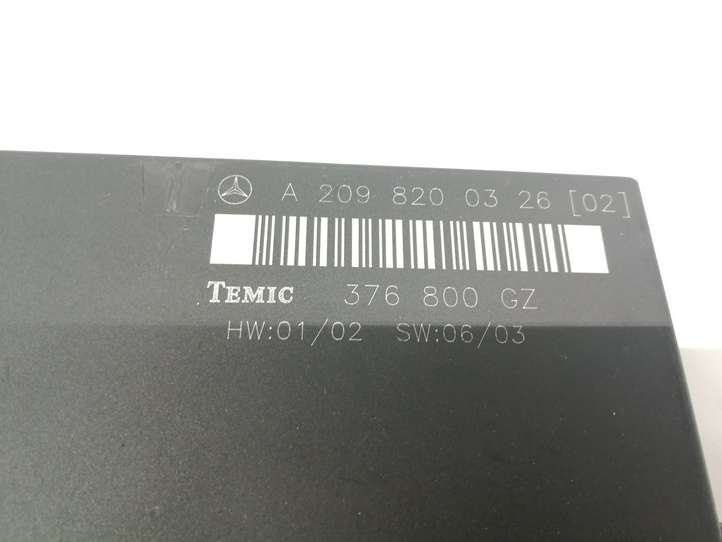 A 209 820 03 26 [02]
TEMIC 376 800 GZ
HW:01/02 SW:06/03